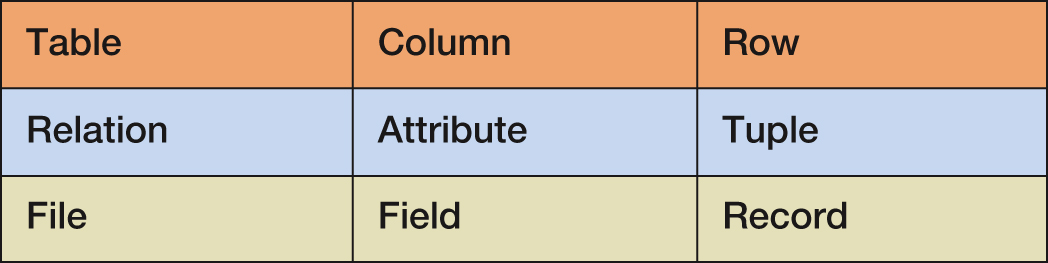 Table Column Row
Relation Attribute Tuple
File Field Record